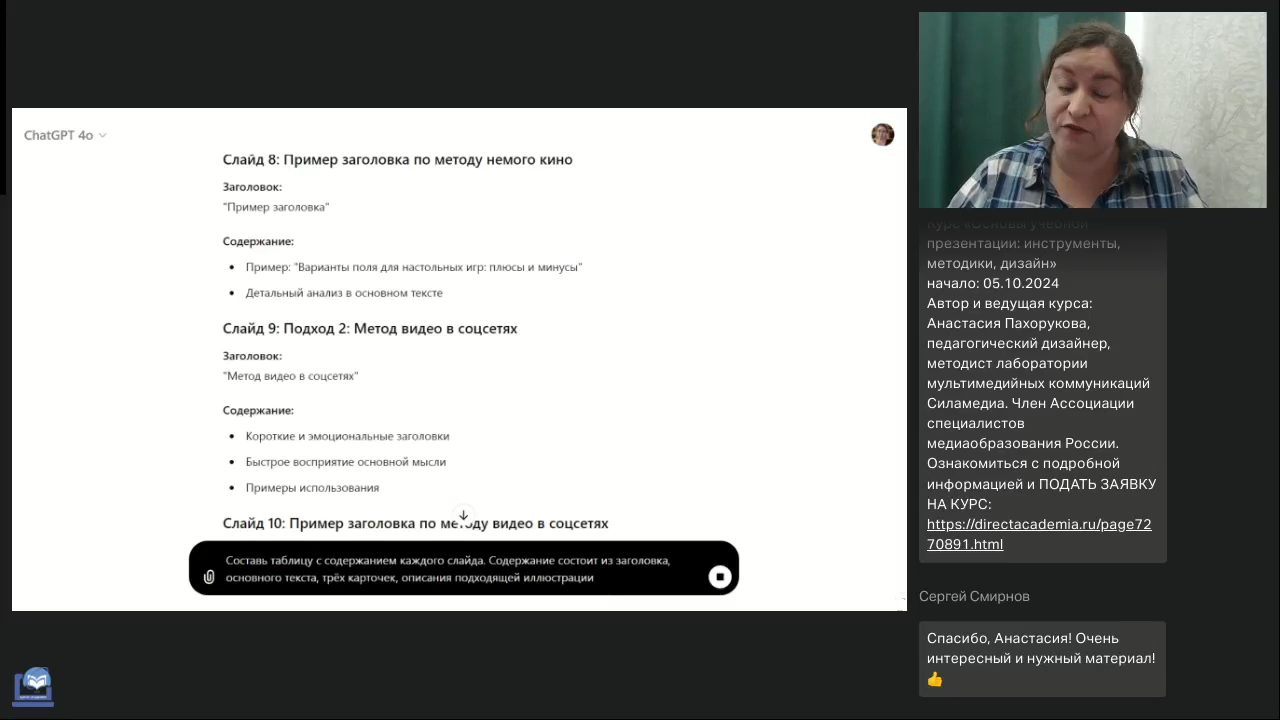 ChatGPT 4o
Слайд 8: Пример заголовка по методу немого кино
Заголовок:
"Пример заголовка"
Содержание:
Пример: "Варианты поля для настольных игр: плюсы и минусы"
Детальный анализ в основном тексте
Слайд 9: Подход 2: Метод видео в соцсетях
Заголовок:
"Метод видео в соцсетях"
Содержание:
Короткие и эмоциональные заголовки
Быстрое восприятие основной мысли
Примеры использования
Слайд 10: Пример заголовка по методу видео в соцсетях
Составь таблицу с содержанием каждого слайда. Содержание состоит из заголовка,
основного текста, трёх карточек, описания подходящей иллюстрации
Курс «Основы учебной
презентации: инструменты,
методики, дизайн»
начало: 05.10.2024
Автор и ведущая курса:
Анастасия Пахорукова,
педагогический дизайнер,
методист лаборатории
мультимедийных коммуникаций
Силамедиа. Член Ассоциации
специалистов
медиаобразования России.
Ознакомиться с подробной
информацией и ПОДАТЬ ЗАЯВКУ
НА КУРС:
https://directacademia.ru/page72
70891.html
Сергей Смирнов
Спасибо, Анастасия! Очень
интересный и нужный материал!
👍